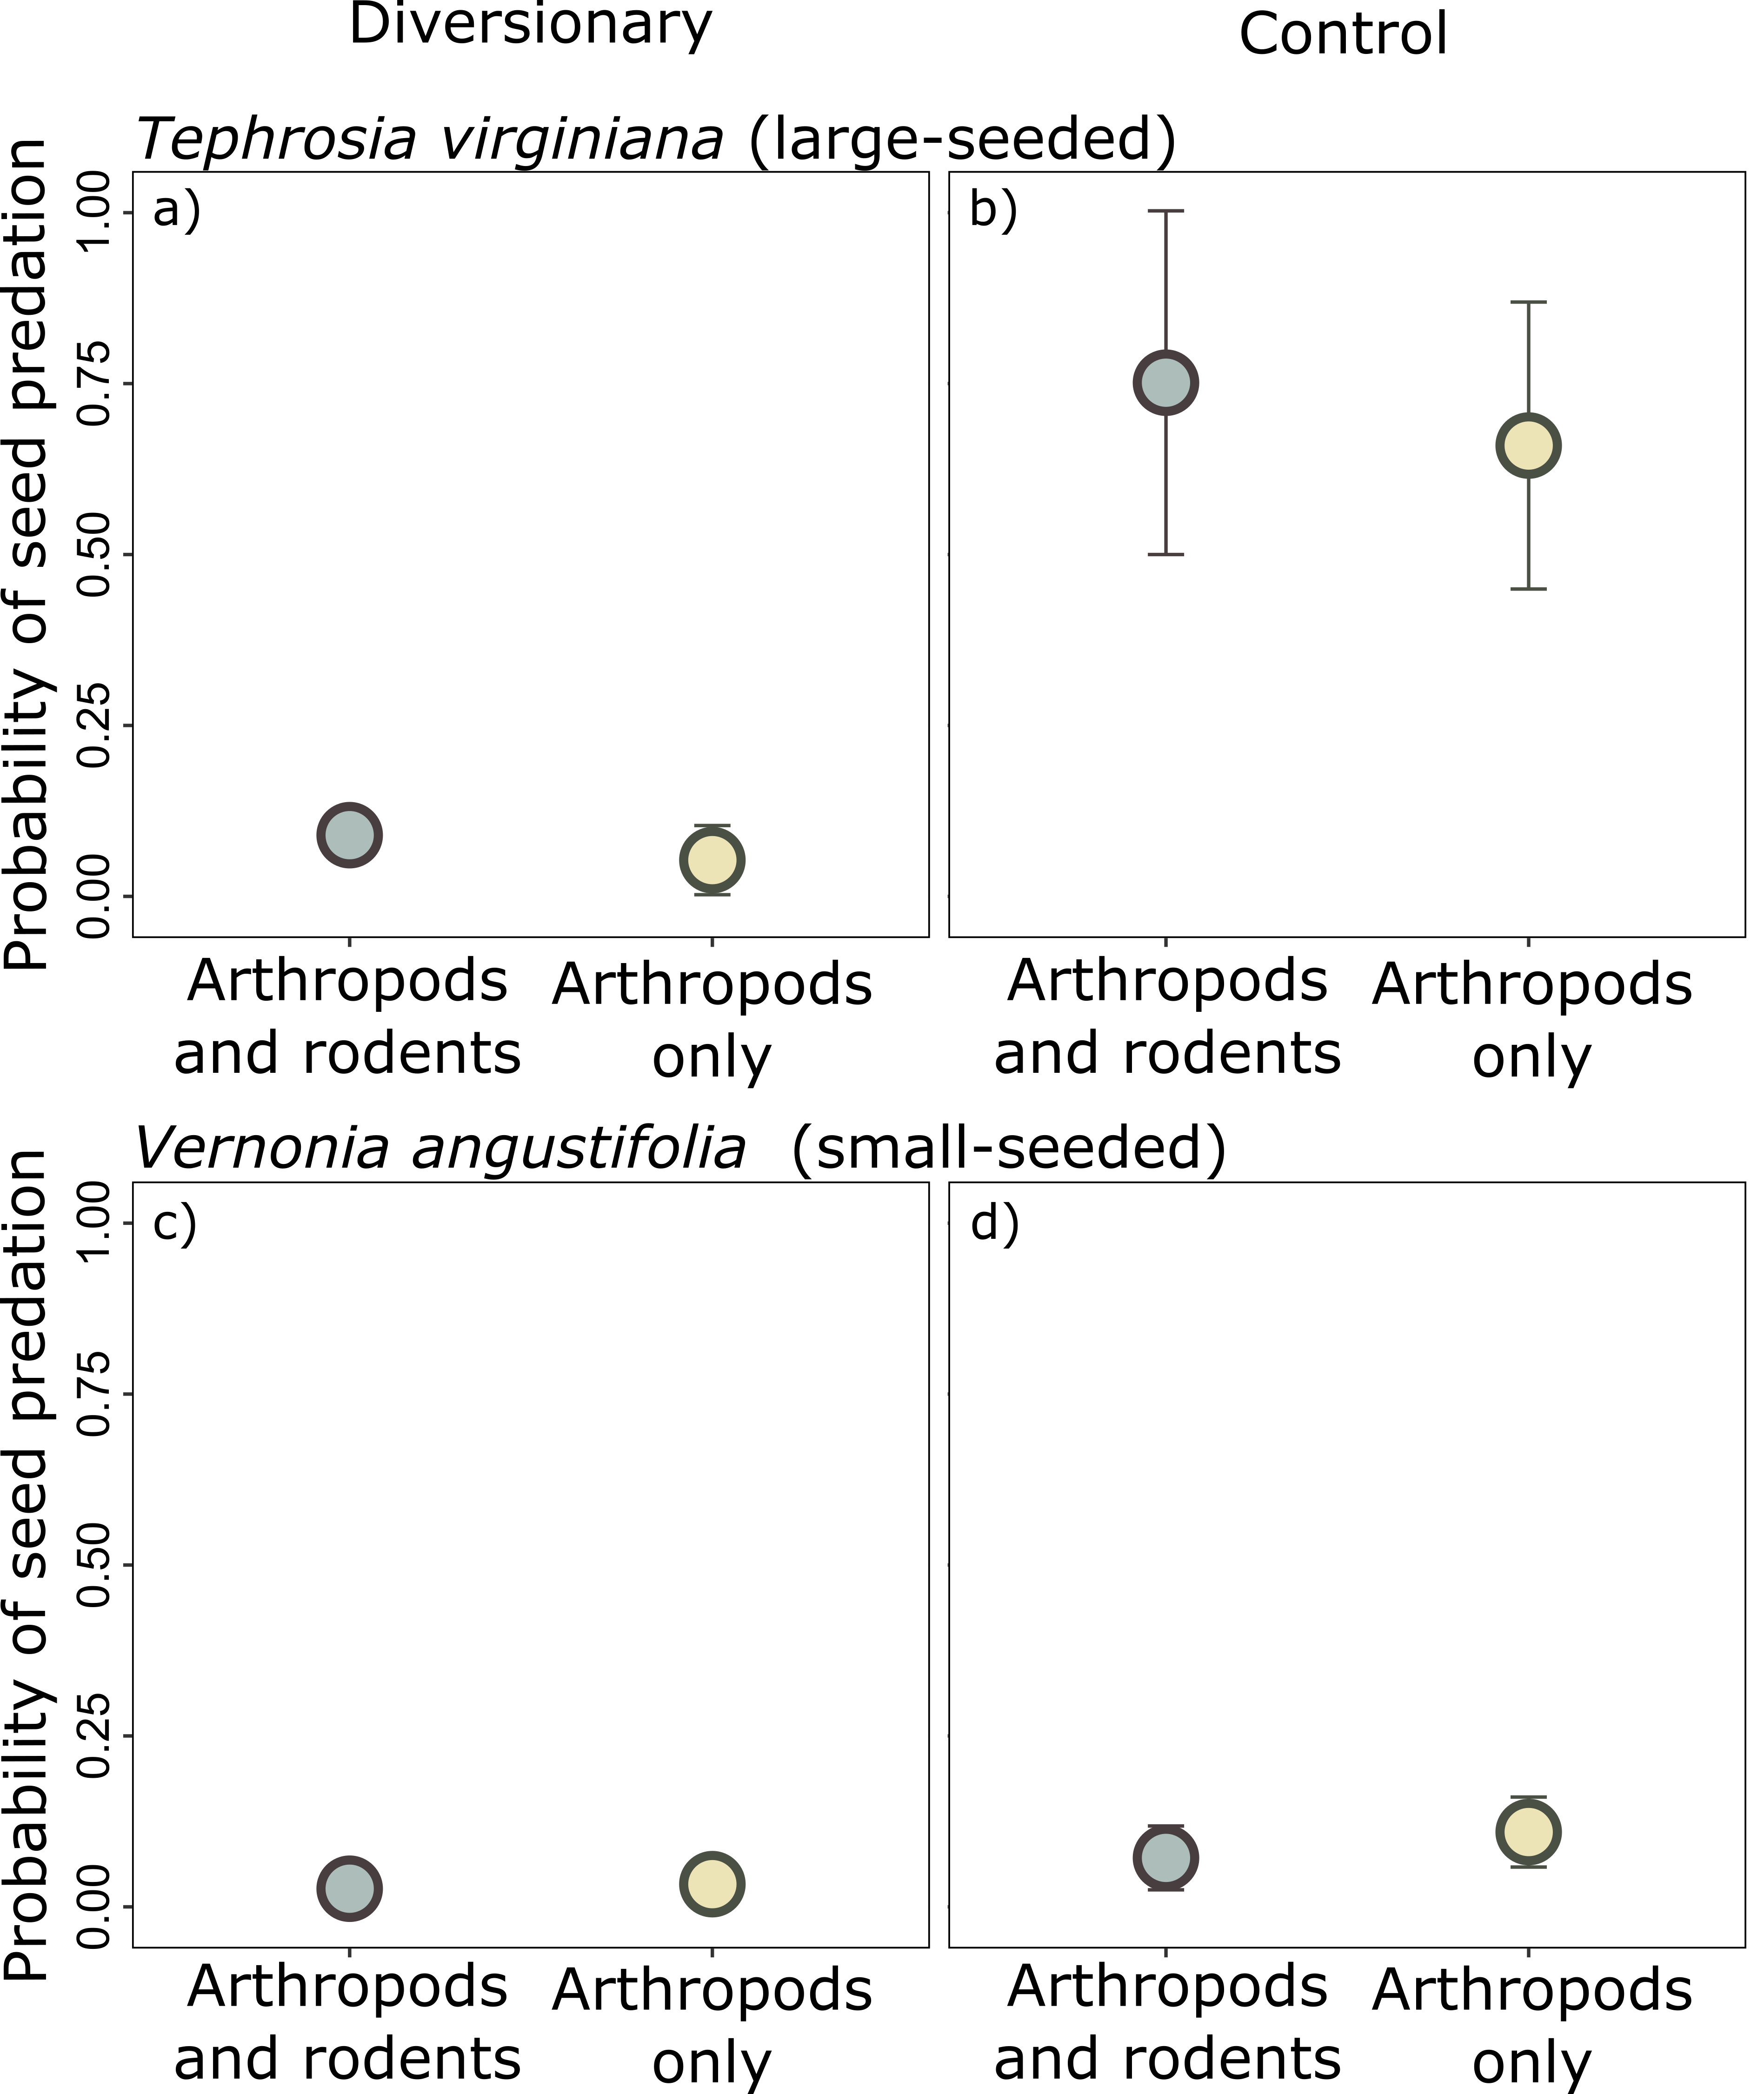 Diversionary
Control
Tephrosia virginiana (large-seeded)
Probability of seed predation
1.00
0.75
0.50
0.25
0.00
a)
b)
Arthropods and rodents
Arthropods only
Arthropods and rodents
Arthropods only
Vernonia angustifolia (small-seeded)
Probability of seed predation
1.00
0.75
0.50
0.25
0.00
c)
d)
Arthropods and rodents
Arthropods only
Arthropods and rodents
Arthropods only